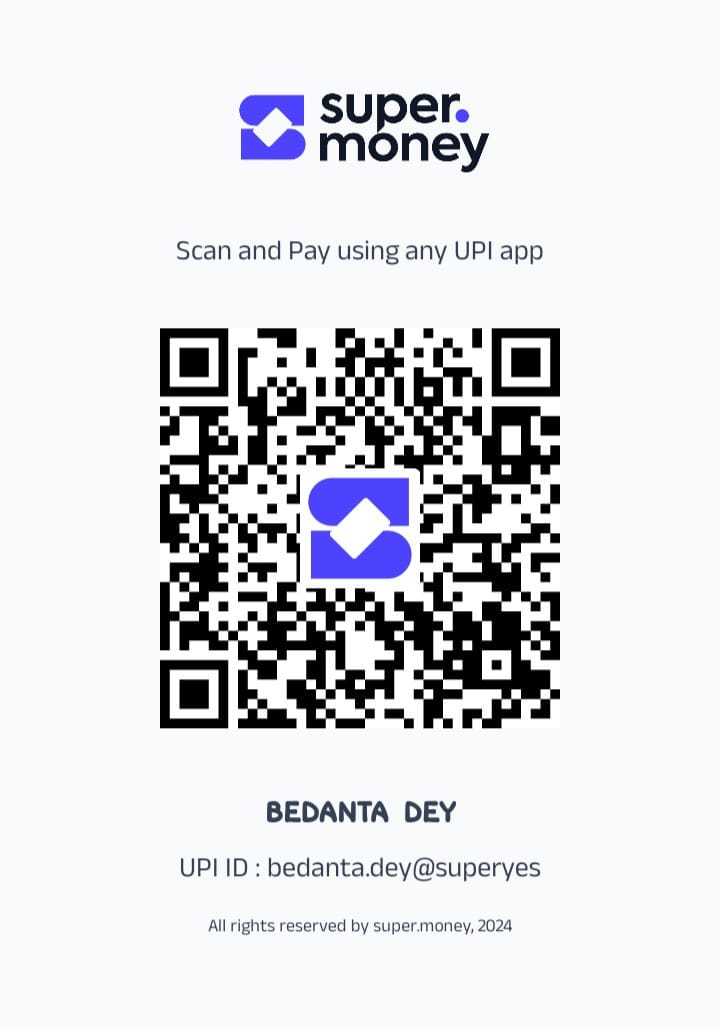 super.
money
Scan and Pay using any UPI app
BEDANTA DEY
UPI ID : bedanta.dey@superyes
All rights reserved by super.money, 2024